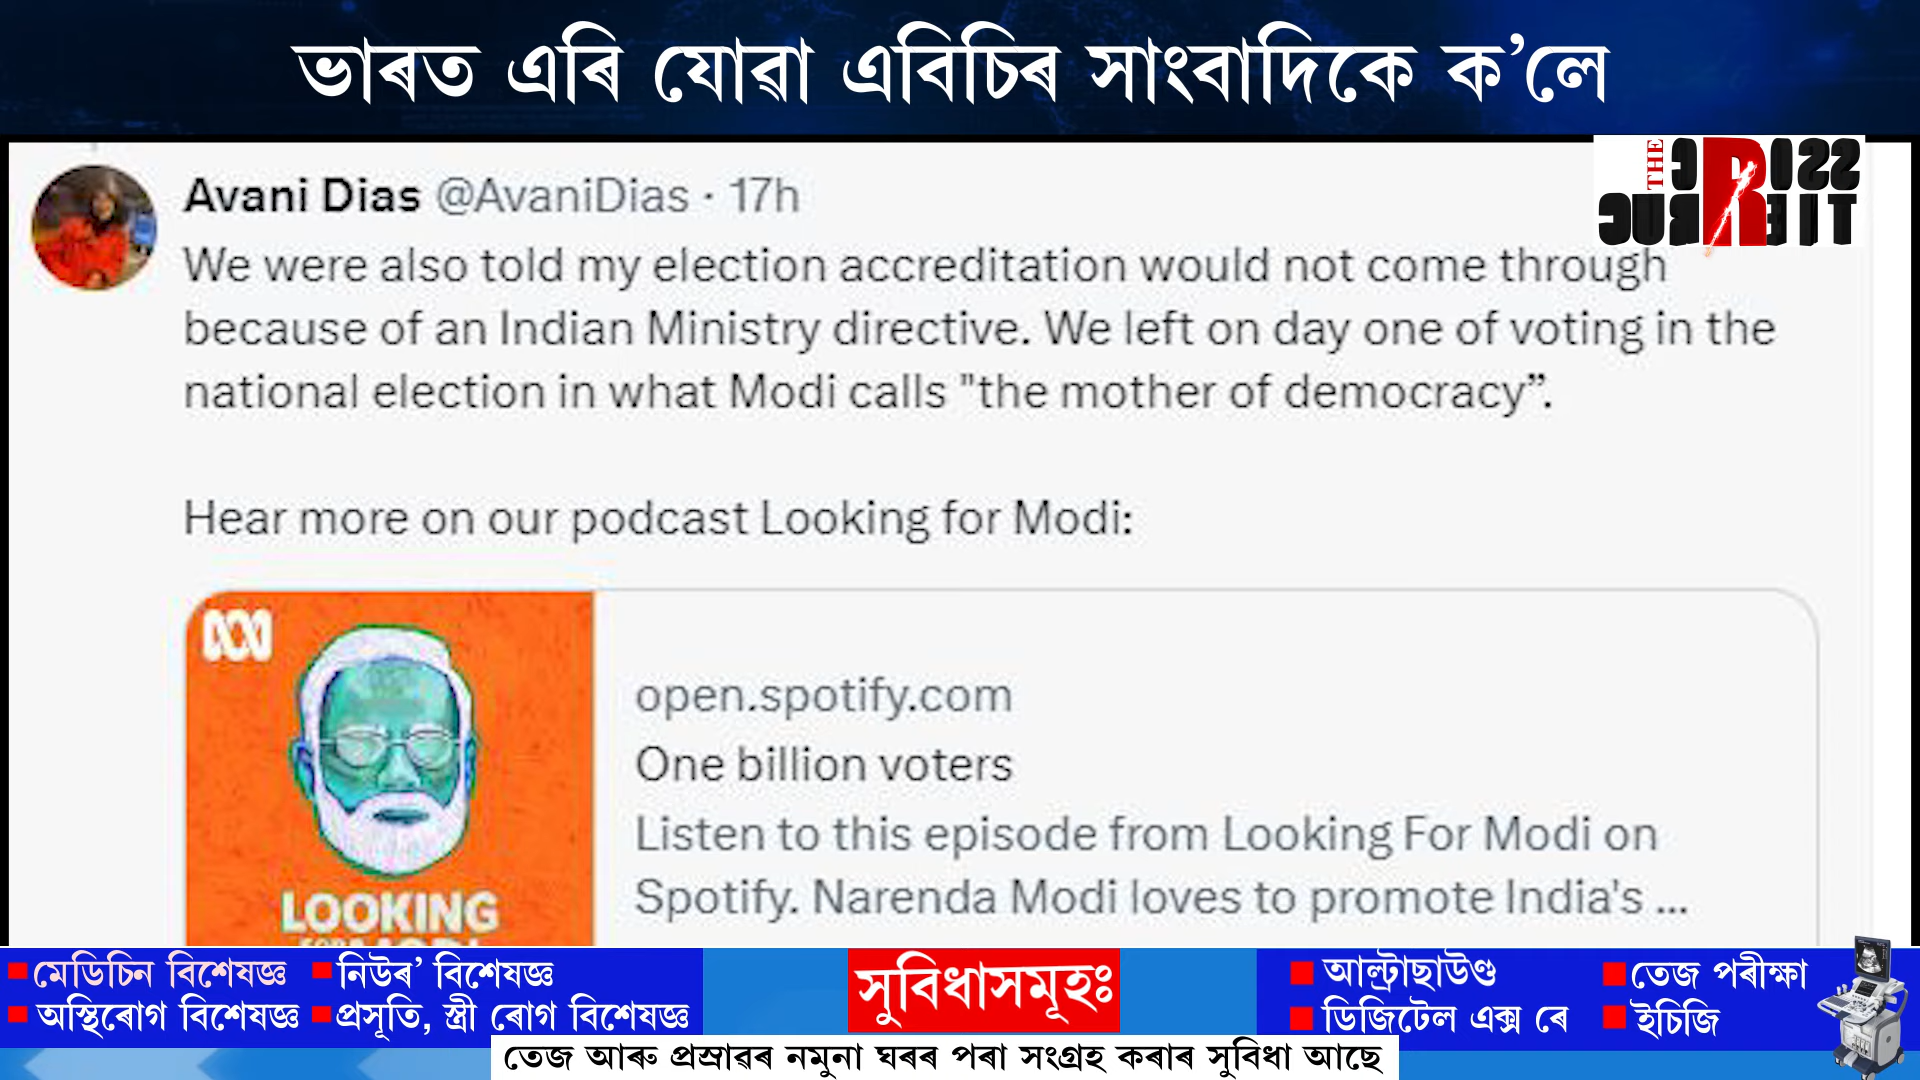 ভাৰত এৰি যোৱা এবিচিৰ সাংবাদিকে ক'লে
THE CRISS
CURRENT
Avani Dias @AvaniDias · 17h
We were also told my election accreditation would not come through
because of an Indian Ministry directive. We left on day one of voting in the
national election in what Modi calls "the mother of democracy”.
Hear more on our podcast Looking for Modi:
open.spotify.com
One billion voters
Listen to this episode from Looking For Modi on
Spotify. Narenda Modi loves to promote India's ...
LOOKING
মেডিচিন বিশেষজ্ঞ নিউৰ' বিশেষজ্ঞ
অস্থিৰোগ বিশেষজ্ঞ প্ৰসূতি, স্ত্ৰী ৰোগ বিশেষজ্ঞ
সুবিধাসমূহঃ
আল্ট্ৰাছাউণ্ড তেজ পৰীক্ষা
ডিজিটেল এক্স ৰে ইচিজি
তেজ আৰু প্ৰস্ৰাৱৰ নমুনা ঘৰৰ পৰা সংগ্ৰহ কৰাৰ সুবিধা আছে